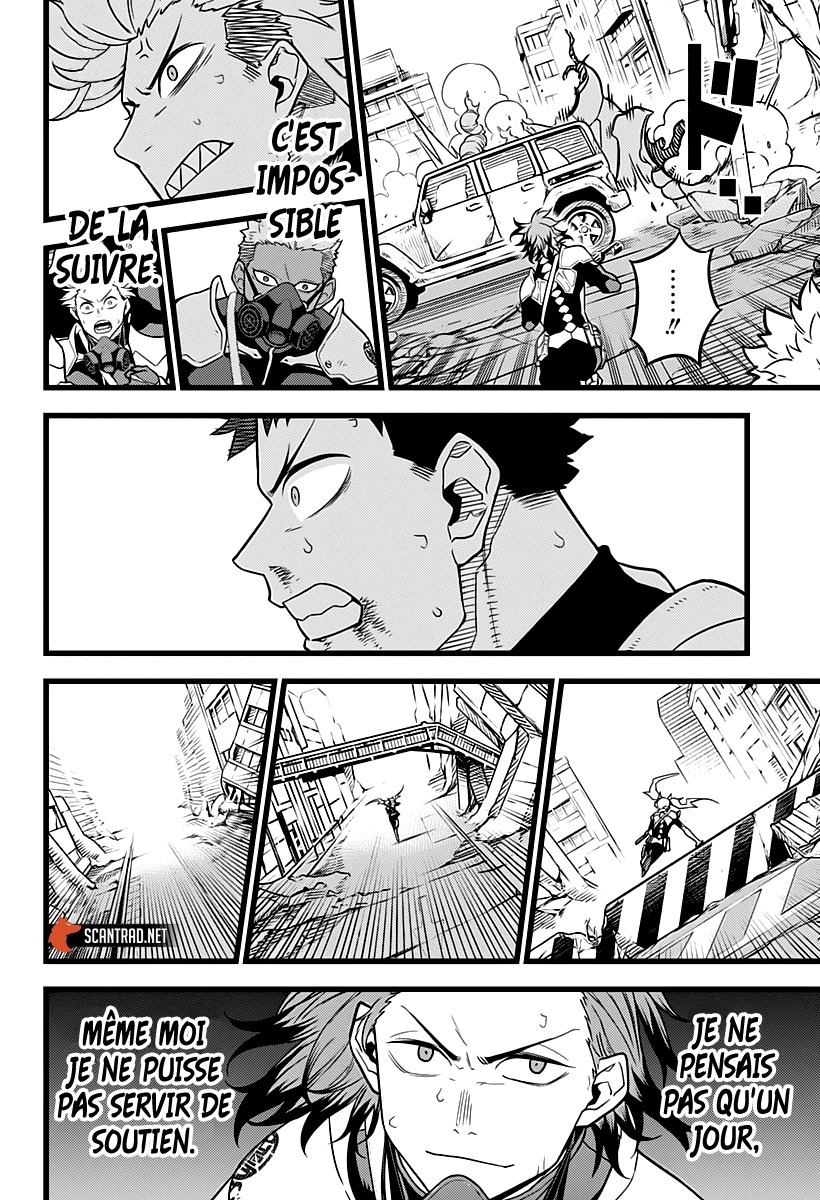 ド
・・
……!!
C'EST
IMPOS-
SIBLE
DE LA
SUIVRE.
SCANTRAD.NET
JE NE
PENSAIS
PAS QU'UN
JOUR,
MÊME MOI
JE NE PUISSE
PAS SERVIR DE
SOUTIEN.